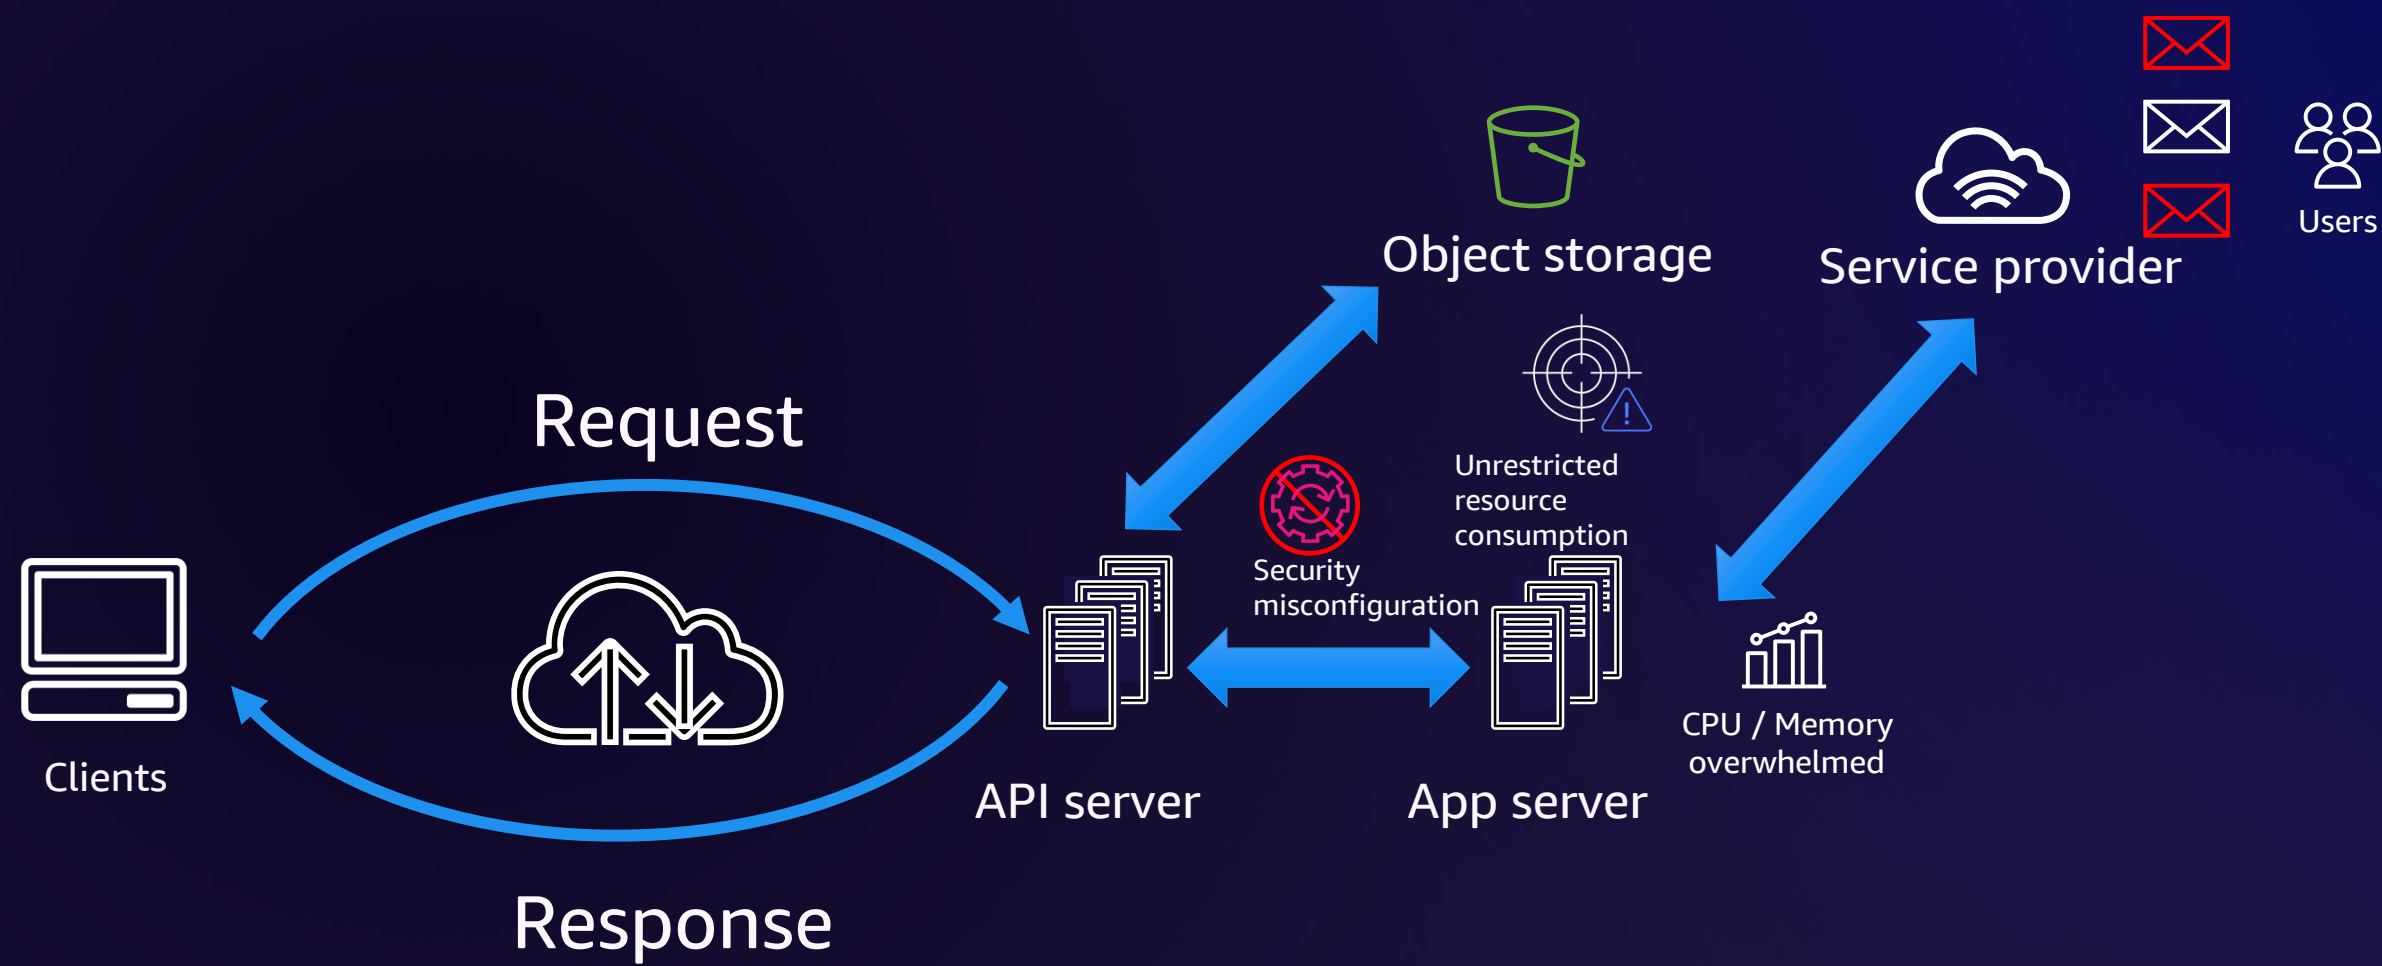 Users
Object storage
Service provider
Request
Unrestricted
resource
consumption
Security
misconfiguration
CPU / Memory
overwhelmed
Clients
API server
App server
Response